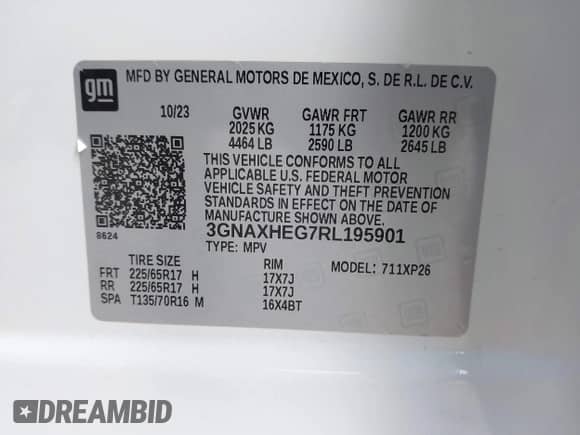 gm
MFD BY GENERAL MOTORS DE MEXICO, S. DE R.L. DE C.V.
10/23 GVWR GAWR FRT GAWR RR
2025 KG 1175 KG 1200 KG
4464 LB 2590 LB 2645 LB
THIS VEHICLE CONFORMS TO ALL
APPLICABLE U.S. FEDERAL MOTOR
VEHICLE SAFETY AND THEFT PREVENTION
STANDARDS IN EFFECT ON THE DATE
OF MANUFACTURE SHOWN ABOVE.
8624 3GNAXHEG7RL195901
TYPE: MPV
TIRE SIZE RIM MODEL: 711XP26
FRT 225/65R17 H 17X7J
RR 225/65R17 H 17X7J
SPA T135/70R16 M 16X4BT
DREAMBID